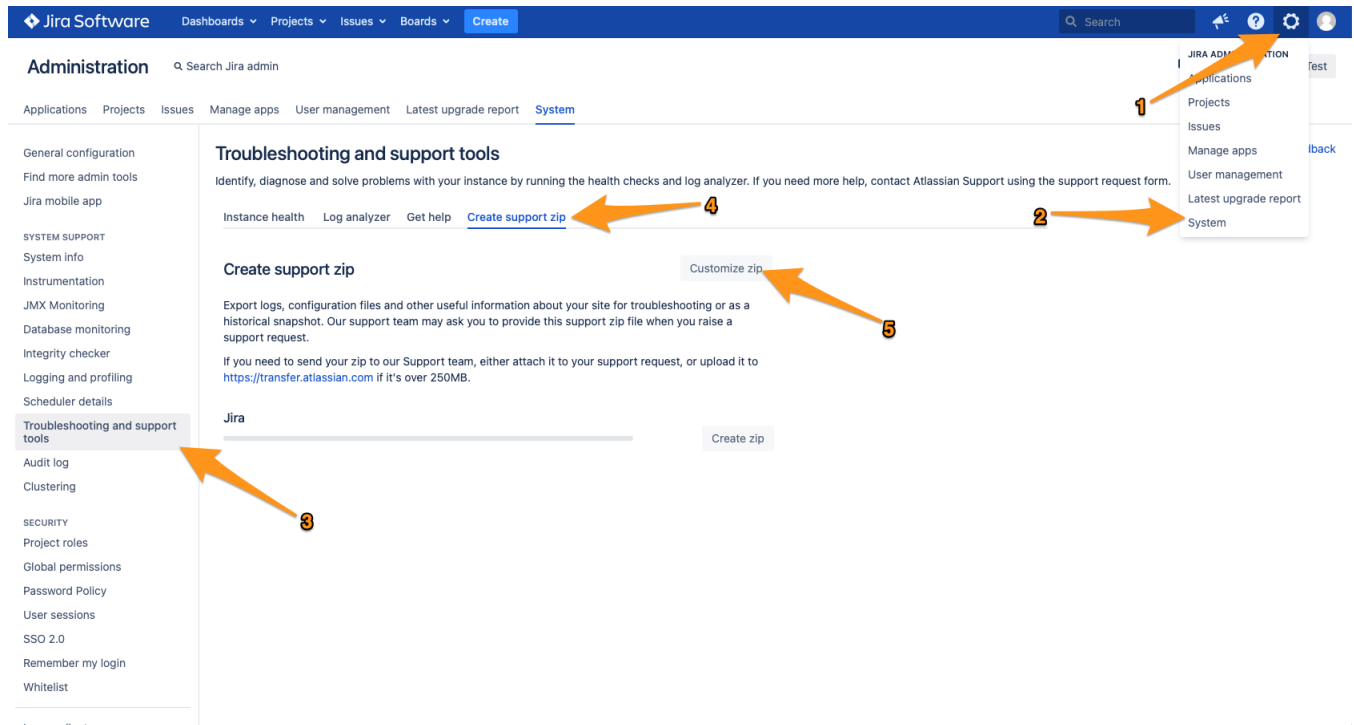 Jira Software Dashboards Projects Issues Boards Create Search
Administration Search Jira admin
JIRA ADM ATION
Test
Applications
Projects
Issues
Manage apps
User management
Latest upgrade report
System
dback
Applications Projects Issues Manage apps User management Latest upgrade report System
1
2
General configuration
Find more admin tools
Jira mobile app
SYSTEM SUPPORT
System info
Instrumentation
JMX Monitoring
Database monitoring
Integrity checker
Logging and profiling
Scheduler details
Troubleshooting and support
tools
Audit log
Clustering
3
SECURITY
Project roles
Global permissions
Password Policy
User sessions
SSO 2.0
Remember my login
Whitelist
Troubleshooting and support tools
Identify, diagnose and solve problems with your instance by running the health checks and log analyzer. If you need more help, contact Atlassian Support using the support request form.
Instance health Log analyzer Get help Create support zip
4
Create support zip
Customize zip
5
Export logs, configuration files and other useful information about your site for troubleshooting or as a
historical snapshot. Our support team may ask you to provide this support zip file when you raise a
support request.
If you need to send your zip to our Support team, either attach it to your support request, or upload it to
https://transfer.atlassian.com if it's over 250MB.
Jira
Create zip